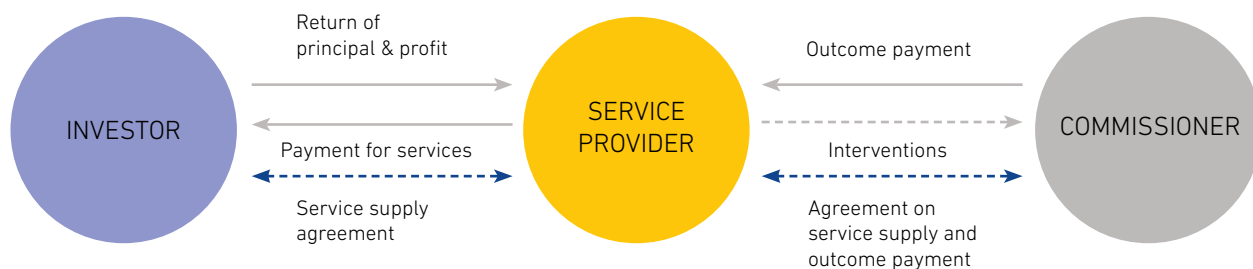 Return of
principal & profit
Outcome payment
INVESTOR
SERVICE
PROVIDER
COMMISSIONER
Payment for services
Interventions
Service supply
agreement
Agreement on
service supply and
outcome payment